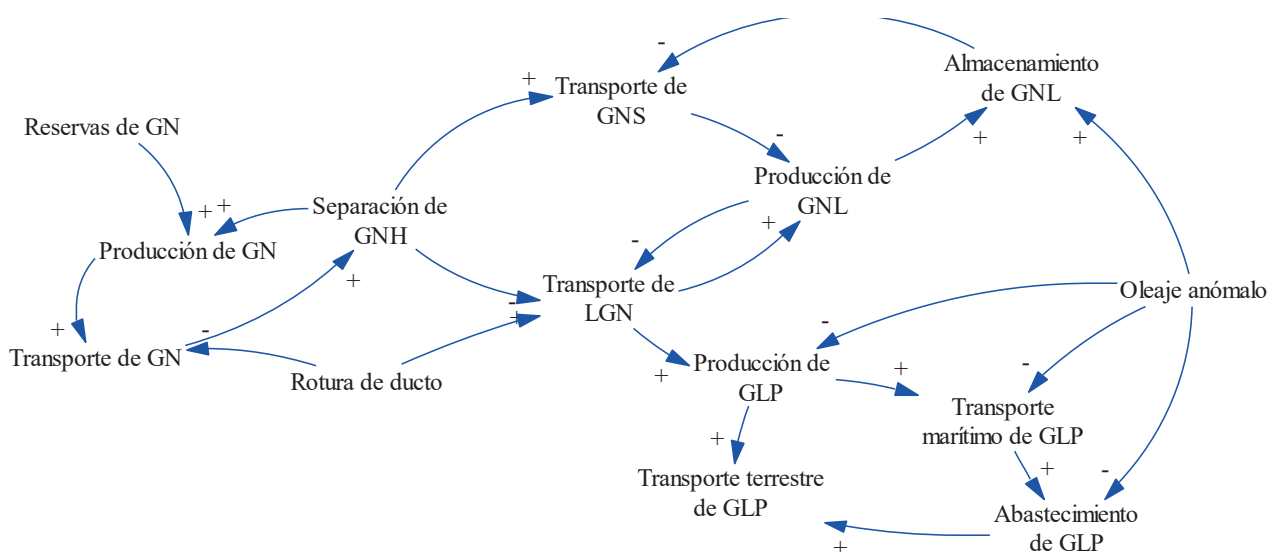 -
Almacenamiento
de GNL
+
Transporte de
GNS
Reservas de GN
-
+
+
Producción de
GNL
+ +
Separación de
GNH
+
-
Producción de GN
+
Transporte de
LGN
-
+
Oleaje anómalo
+
-
Transporte de GN
-
Rotura de ducto
Producción de
GLP
+
+
-
Transporte
marítimo de GLP
+
+
-
Transporte terrestre
de GLP
Abastecimiento
de GLP
+